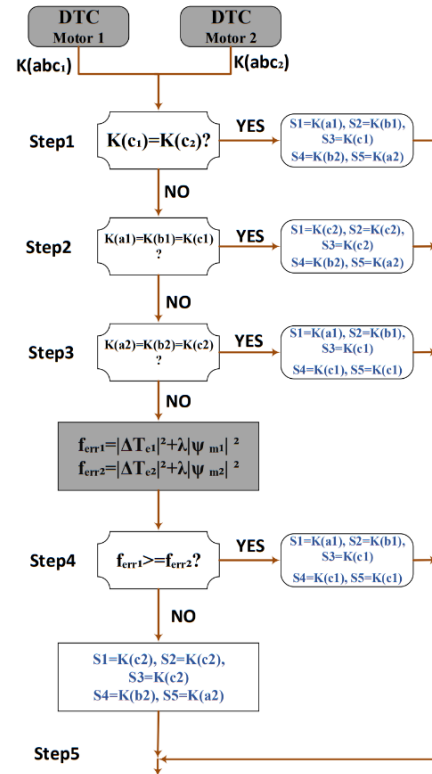 DTC
Motor 1
DTC
Motor 2
K(abc₁)
K(abc₂)
Step1
K(c₁)=K(c₂)?
YES
S1=K(a1), S2=K(b1),
S3=K(c1)
S4=K(b2), S5=K(a2)
NO
Step2
K(a1)=K(b1)=K(c1)
?
YES
S1=K(c2), S2=K(c2),
S3=K(c2)
S4=K(b2), S5=K(a2)
NO
Step3
K(a2)=K(b2)=K(c2)
?
YES
S1=K(a1), S2=K(b1),
S3=K(c1)
S4=K(c1), S5=K(c1)
NO
fₑᵣᵣ₁=|ΔTₑ₁|²+λ|ψ ₘ₁| ²
fₑᵣᵣ₂=|ΔTₑ₂|²+λ|ψ ₘ₂| ²
Step4
fₑᵣᵣ₁>=fₑᵣᵣ₂?
YES
S1=K(a1), S2=K(b1),
S3=K(c1)
S4=K(c1), S5=K(c1)
NO
S1=K(c2), S2=K(c2),
S3=K(c2)
S4=K(b2), S5=K(a2)
Step5